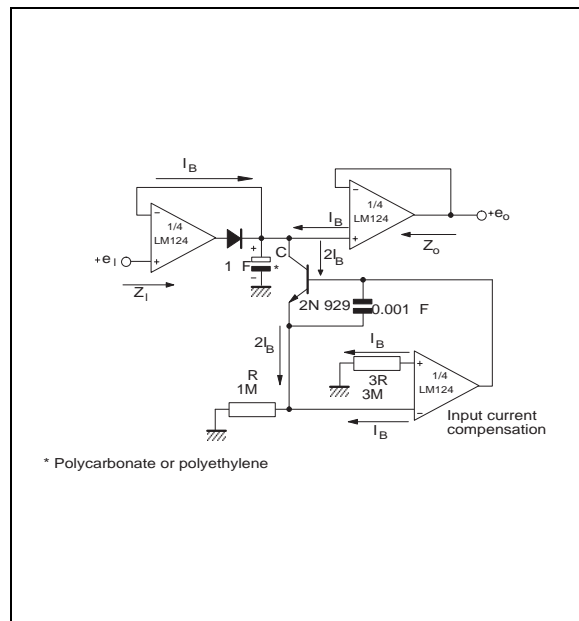 I B
1/4
LM124
+e I
Z I
1 F
*
C
I B
2I B
1/4
LM124
+e o
Z o
2N 929
0.001 F
2I B
R
1M
I B
3R
3M
1/4
LM124
I B
Input current
compensation
* Polycarbonate or polyethylene